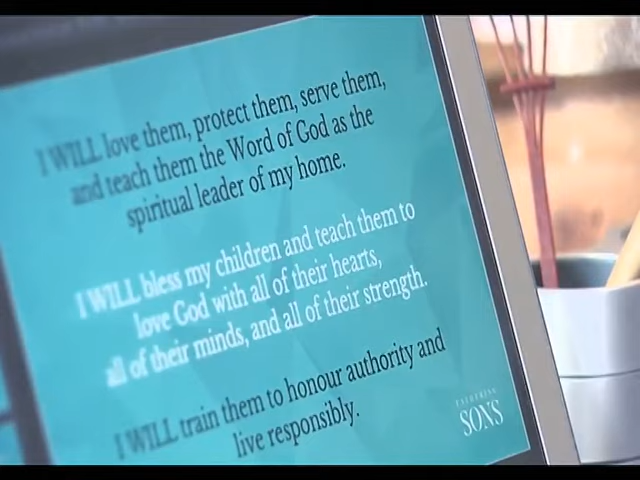 I WILL love them, protect them, serve them,
and teach them the Word of God as the
spiritual leader of my home.
I WILL bless my children and teach them to
love God with all of their hearts,
all of their minds, and all of their strength.
I WILL train them to honour authority and
live responsibly.
FATHERING
SONS